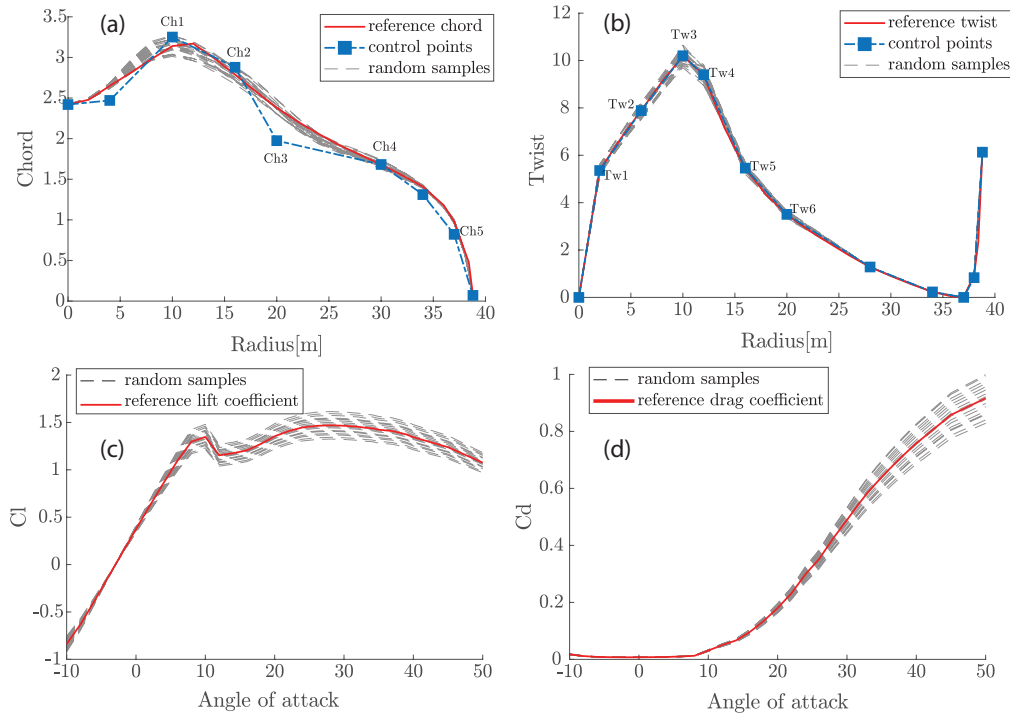 (a)
reference chord
control points
random samples
Ch1
Ch2
Ch3
Ch4
Ch5
Chord
3.5
3
2.5
2
1.5
1
0.5
0
0 5 10 15 20 25 30 35 40
Radius[m]
(b)
reference twist
control points
random samples
Tw3
Tw4
Tw2
Tw1
Tw5
Tw6
Twist
12
10
8
6
4
2
0
0 5 10 15 20 25 30 35 40
Radius[m]
random samples
reference lift coefficient
(c)
Cl
2
1.5
1
0.5
0
-0.5
-1
-10 0 10 20 30 40 50
Angle of attack
random samples
reference drag coefficient
(d)
Cd
1
0.8
0.6
0.4
0.2
0
-10 0 10 20 30 40 50
Angle of attack